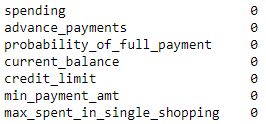 spending 0
advance_payments 0
probability_of_full_payment 0
current_balance 0
credit_limit 0
min_payment_amt 0
max_spent_in_single_shopping 0